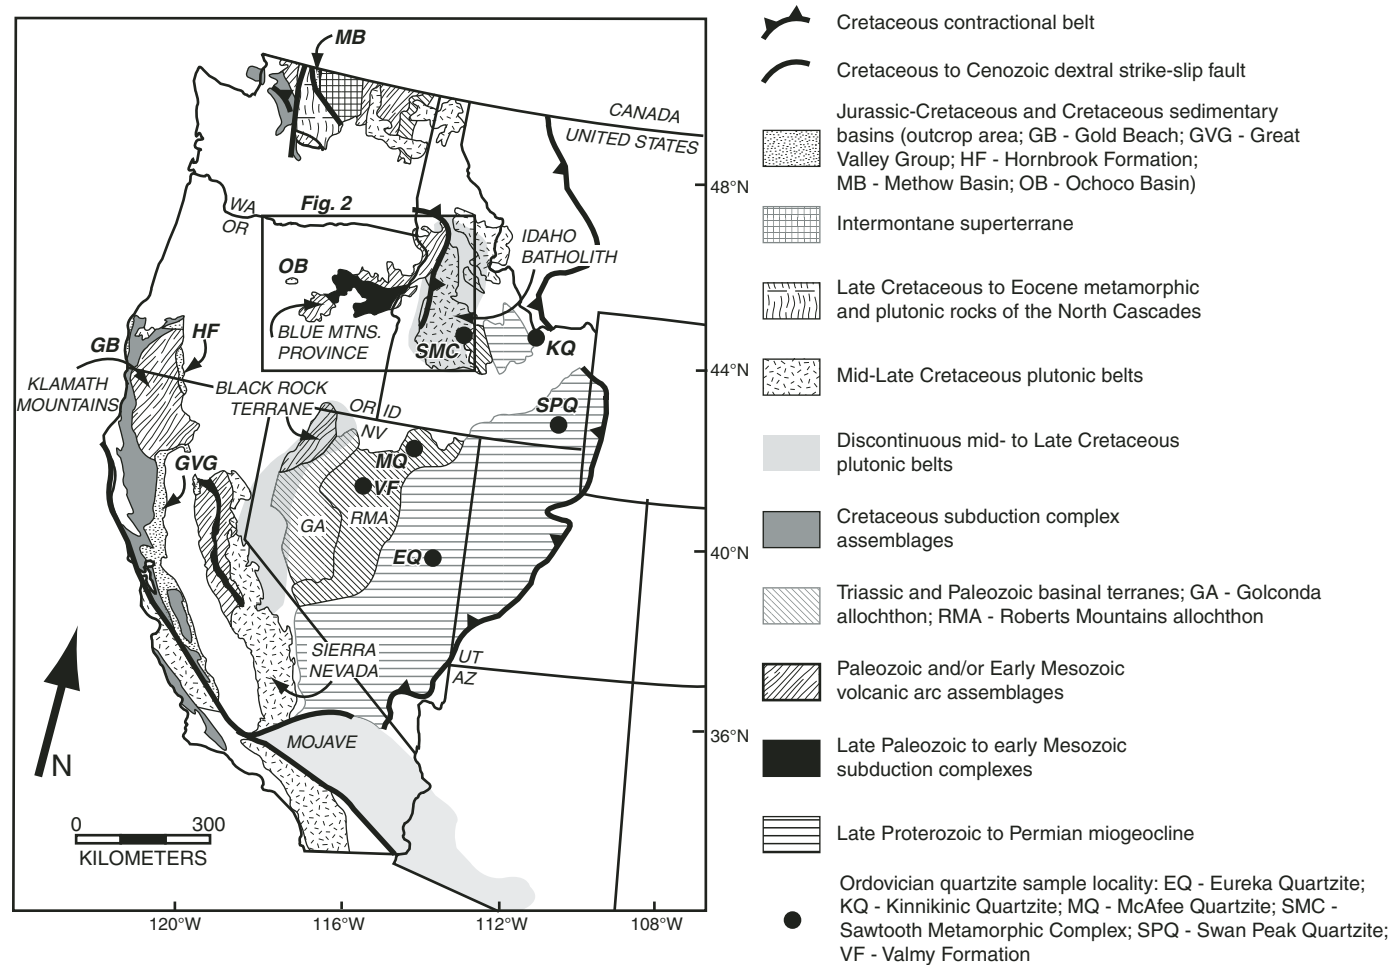 MB
CANADA
UNITED STATES
48°N
WA
OR
Fig. 2
IDAHO
BATHOLITH
OB
BLUE MTNS.
PROVINCE
SMC
KQ
GB
HF
44°N
KLAMATH
MOUNTAINS
BLACK ROCK
TERRANE
OR
ID
NV
SPQ
MQ
GVG
VF
GA
RMA
EQ
40°N
SIERRA
NEVADA
UT
AZ
MOJAVE
36°N
N
0 300
KILOMETERS
120°W
116°W
112°W
108°W
Cretaceous contractional belt
Cretaceous to Cenozoic dextral strike-slip fault
Jurassic-Cretaceous and Cretaceous sedimentary
basins (outcrop area; GB - Gold Beach; GVG - Great
Valley Group; HF - Hornbrook Formation;
MB - Methow Basin; OB - Ochoco Basin)
Intermontane superterrane
Late Cretaceous to Eocene metamorphic
and plutonic rocks of the North Cascades
Mid-Late Cretaceous plutonic belts
Discontinuous mid- to Late Cretaceous
plutonic belts
Cretaceous subduction complex
assemblages
Triassic and Paleozoic basinal terranes; GA - Golconda
allochthon; RMA - Roberts Mountains allochthon
Paleozoic and/or Early Mesozoic
volcanic arc assemblages
Late Paleozoic to early Mesozoic
subduction complexes
Late Proterozoic to Permian miogeocline
Ordovician quartzite sample locality: EQ - Eureka Quartzite;
KQ - Kinnikinic Quartzite; MQ - McAfee Quartzite; SMC -
Sawtooth Metamorphic Complex; SPQ - Swan Peak Quartzite;
VF - Valmy Formation